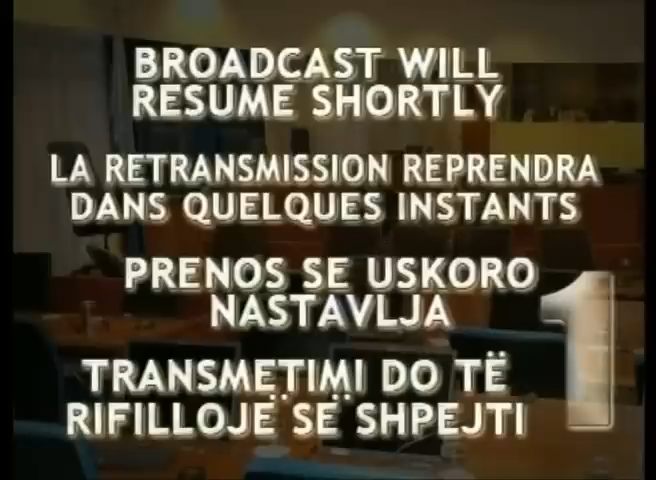 BROADCAST WILL
RESUME SHORTLY
LA RETRANSMISSION REPRENDRA
DANS QUELQUES INSTANTS
PRENOS SE USKORO
NASTAVLJA
1
TRANSMETIMI DO TË
RIFILLOJË SË SHPEJTI